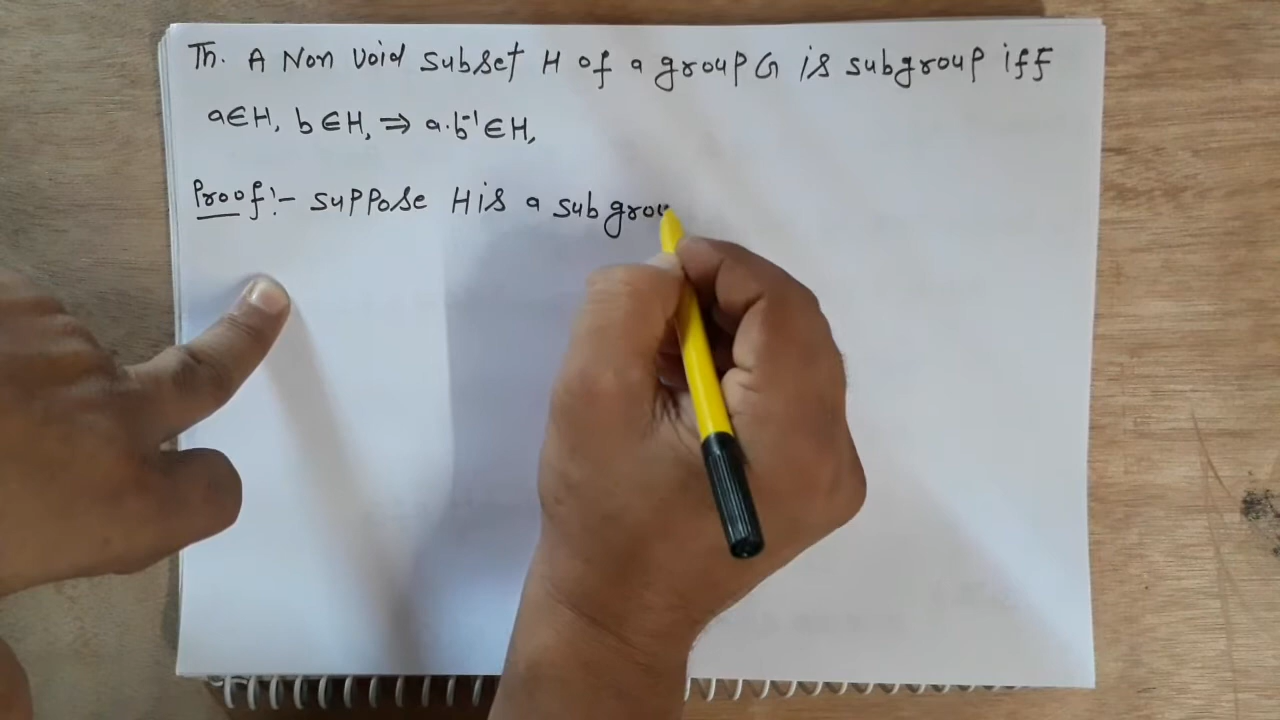 Th. A Non Void subset H of a group G is subgroup iff
a∈H, b∈H, ⇒ a·b⁻¹∈H,
Proof:- suppose H is a subgrou